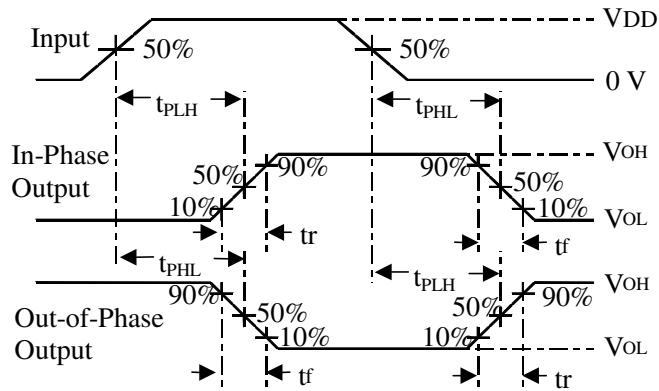 VDD
Input
50%
50%
0 V
tPLH
tPHL
In-Phase
Output
VOH
90%
90%
50%
50%
10%
10%
VOL
tr
tf
tPHL
tPLH
VOH
90%
50%
50%
90%
Out-of-Phase
Output
10%
10%
VOL
tf
tr